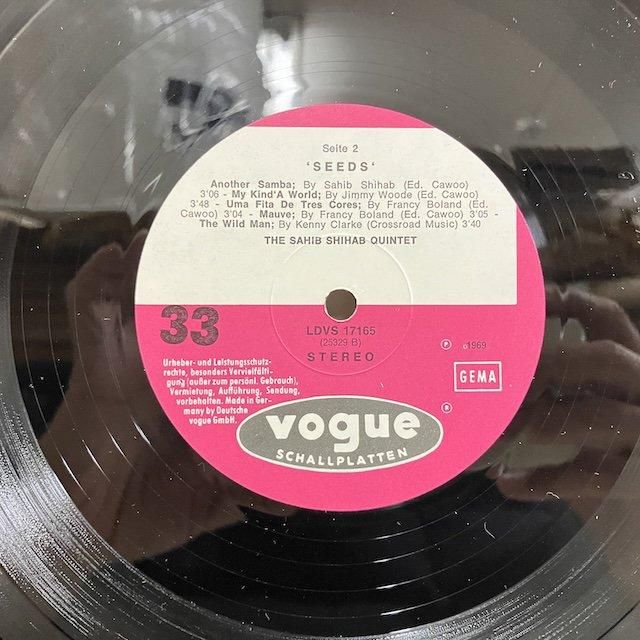 Seite 2
'SEEDS'
Another Samba; By Sahib Shihab (Ed. Cawoo)
3'06 - My Kind'A World; By Jimmy Woode (Ed. Cawoo)
3'48 - Uma Fita De Tres Cores; By Francy Boland (Ed.
Cawoo) 3'04 - Mauve; By Francy Boland (Ed. Cawoo) 3'05 -
The Wild Man; By Kenny Clarke (Crossroad Music) 3'40
THE SAHIB SHIHAB QUINTET
33
LDVS 17165
(25329 B)
STEREO
℗ o1969
GEMA
Urheber- und Leistungsschutz-
rechte, besonders Vervielfälti-
gung (außer zum persönl. Gebrauch),
Vermietung, Aufführung, Sendung,
vorbehalten. Made in Ger-
many by Deutsche
vogue GmbH.
®
vogue
SCHALLPLATTEN